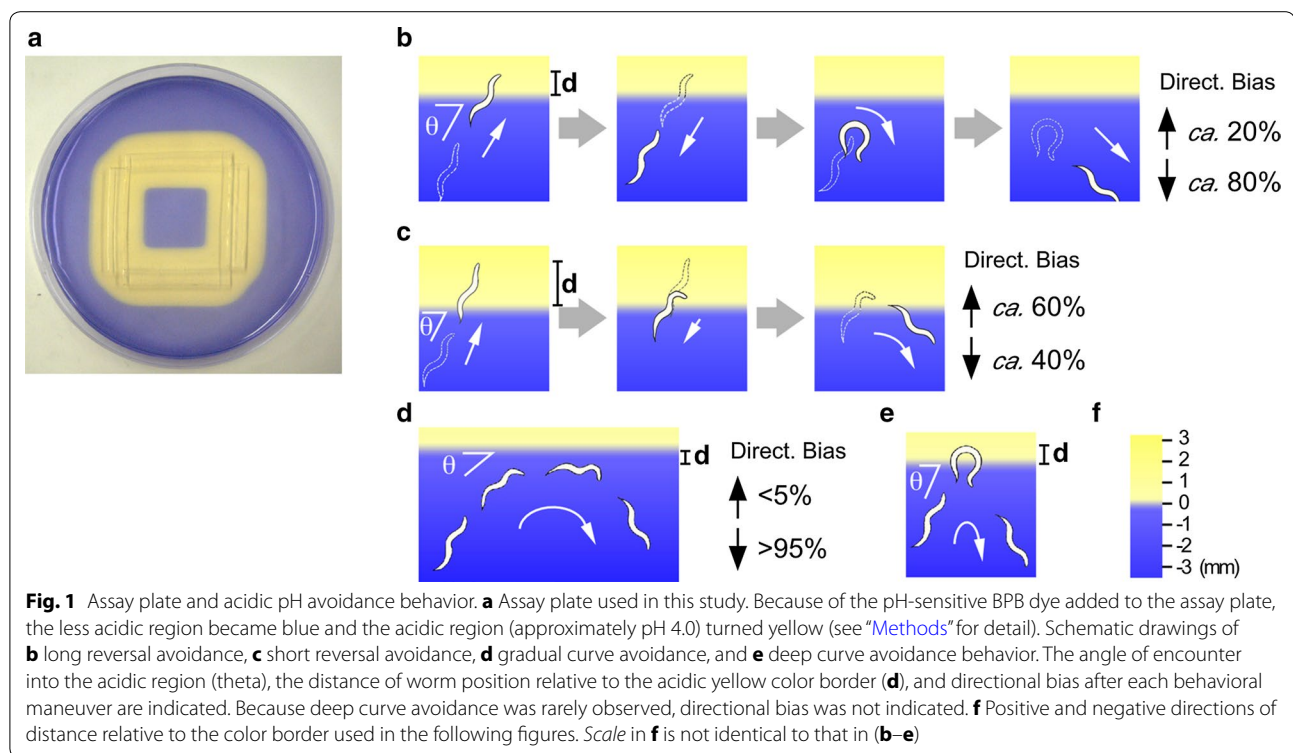 a
b
d
θ
Direct. Bias
ca. 20%
ca. 80%
c
d
θ
Direct. Bias
ca. 60%
ca. 40%
d
θ
d
Direct. Bias
<5%
>95%
e
θ
d
f
3
2
1
0
-1
-2
-3 (mm)
Fig. 1 Assay plate and acidic pH avoidance behavior. a Assay plate used in this study. Because of the pH-sensitive BPB dye added to the assay plate,
the less acidic region became blue and the acidic region (approximately pH 4.0) turned yellow (see “Methods” for detail). Schematic drawings of
b long reversal avoidance, c short reversal avoidance, d gradual curve avoidance, and e deep curve avoidance behavior. The angle of encounter
into the acidic region (theta), the distance of worm position relative to the acidic yellow color border (d), and directional bias after each behavioral
maneuver are indicated. Because deep curve avoidance was rarely observed, directional bias was not indicated. f Positive and negative directions of
distance relative to the color border used in the following figures. Scale in f is not identical to that in (b–e)